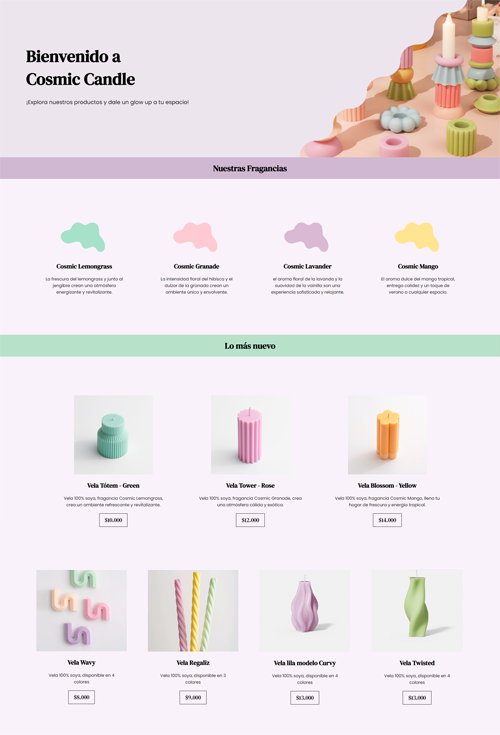 Bienvenido a
Cosmic Candle
¡Explora nuestros productos y dale un glow up a tu espacio!
Nuestras Fragancias
Cosmic Lemongrass
La frescura del lemongrass y junto al
jengibre crean una atmósfera
energizante y revitalizante.
Cosmic Granade
La intensidad floral del hibiscus y el
dulzor de la granada crean un
ambiente único y envolvente.
Cosmic Lavander
el aroma floral de la lavanda y la
suavidad de la vainilla son una
experiencia sofisticada y relajante.
Cosmic Mango
El aroma dulce del mango tropical,
entrega calidez y un toque de
verano a cualquier espacio.
Lo más nuevo
Vela Tótem - Green
Vela 100% soya, fragancia Cosmic Lemongrass,
crea un ambiente refrescante y revitalizante.
$10.000
Vela Tower - Rose
Vela 100% soya, fragancia Cosmic Granade, crea
una atmósfera cálida y exótica.
$12.000
Vela Blossom - Yellow
Vela 100% soya, fragancia Cosmic Mango, llena tu
hogar de frescura y energía tropical.
$14.000
Vela Wavy
Vela 100% soya, disponible en 4
colores
$8.000
Vela Regaliz
Vela 100% soya, disponible en 3
colores
$9.000
Vela lila modelo Curvy
Vela 100% soya, disponible en 4
colores
$13.000
Vela Twisted
Vela 100% soya, disponible en 4
colores
$13.000